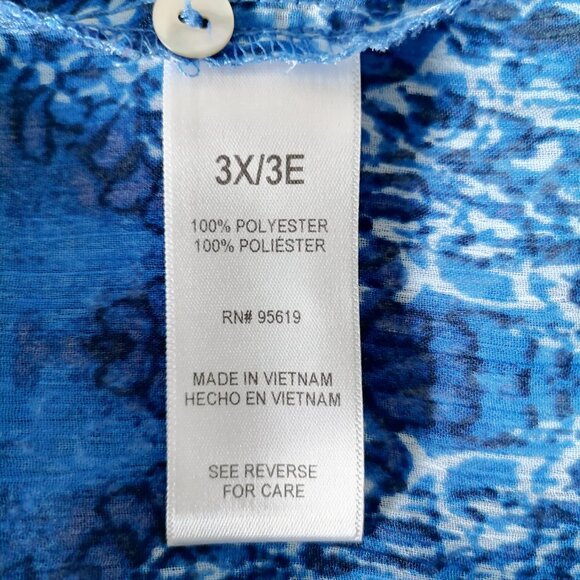 3X/3E
100% POLYESTER
100% POLIÉSTER
RN# 95619
MADE IN VIETNAM
HECHO EN VIETNAM
SEE REVERSE
FOR CARE